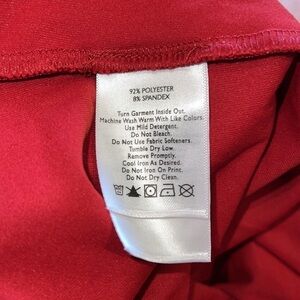 92% POLYESTER
8% SPANDEX
Turn Garment Inside Out.
Machine Wash Warm With Like Colors.
Use Mild Detergent.
Do Not Bleach.
Do Not Use Fabric Softeners.
Tumble Dry Low.
Remove Promptly.
Cool Iron As Desired.
Do Not Iron On Print.
Do Not Dry Clean.